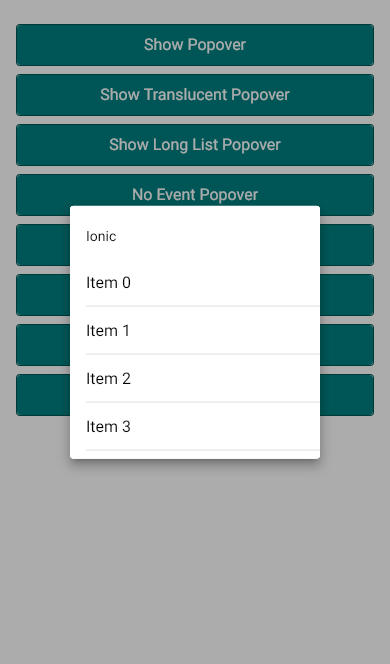 Show Popover
Show Translucent Popover
Show Long List Popover
No Event Popover
Ionic
Item 0
Item 1
Item 2
Item 3